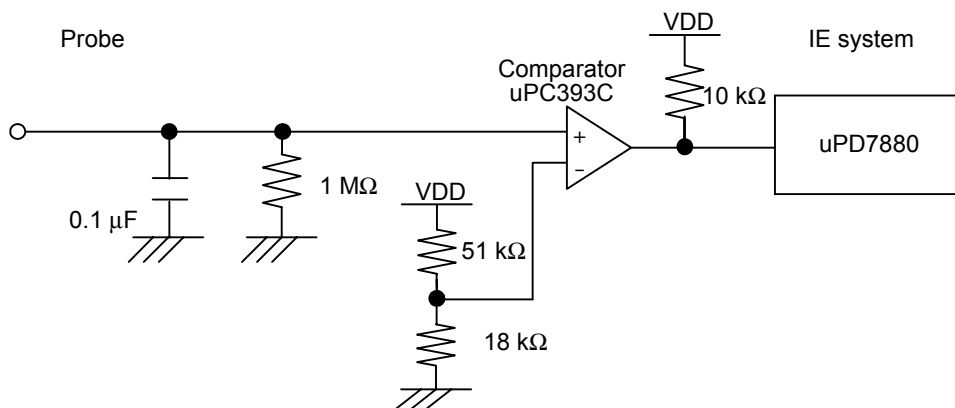 VDD
Probe
IE system
Comparator
uPC393C
10 kΩ
uPD7880
+
-
1 MΩ
VDD
0.1 μF
51 kΩ
18 kΩ